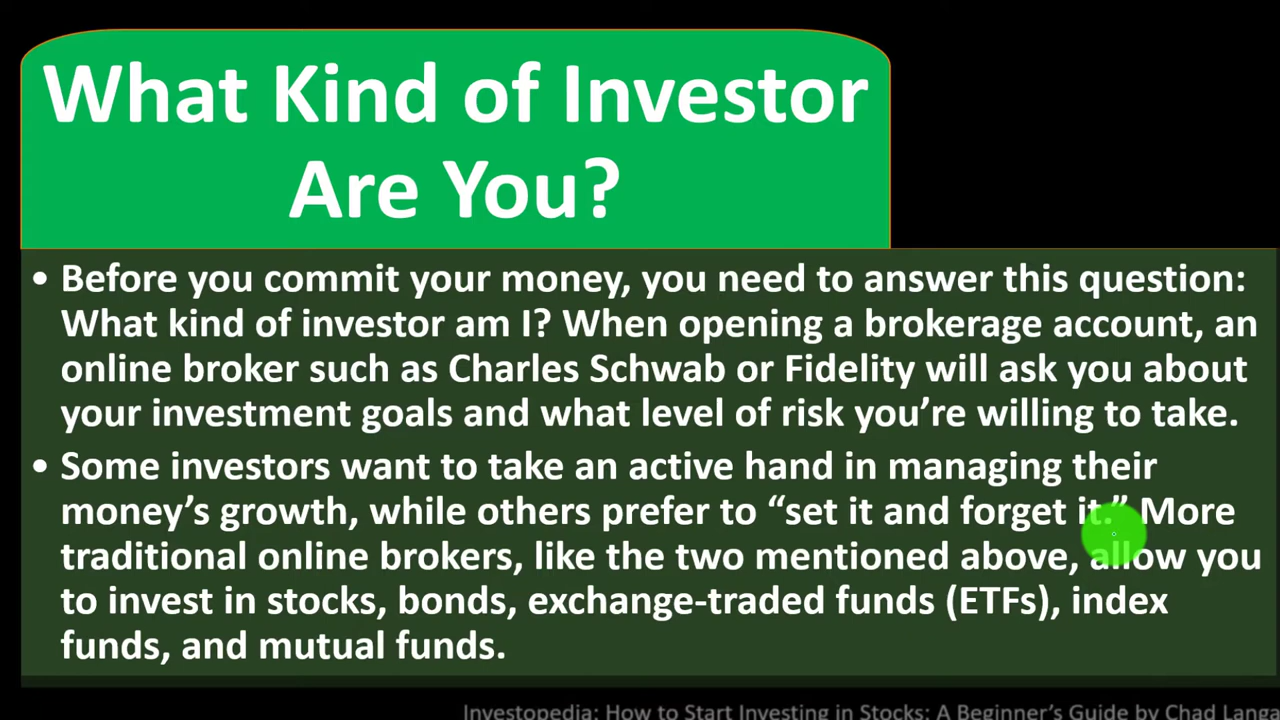 What Kind of Investor
Are You?
• Before you commit your money, you need to answer this question:
What kind of investor am I? When opening a brokerage account, an
online broker such as Charles Schwab or Fidelity will ask you about
your investment goals and what level of risk you’re willing to take.
• Some investors want to take an active hand in managing their
money’s growth, while others prefer to “set it and forget it.” More
traditional online brokers, like the two mentioned above, allow you
to invest in stocks, bonds, exchange-traded funds (ETFs), index
funds, and mutual funds.
Investopedia: How to Start Investing in Stocks: A Beginner’s Guide by Chad Langa